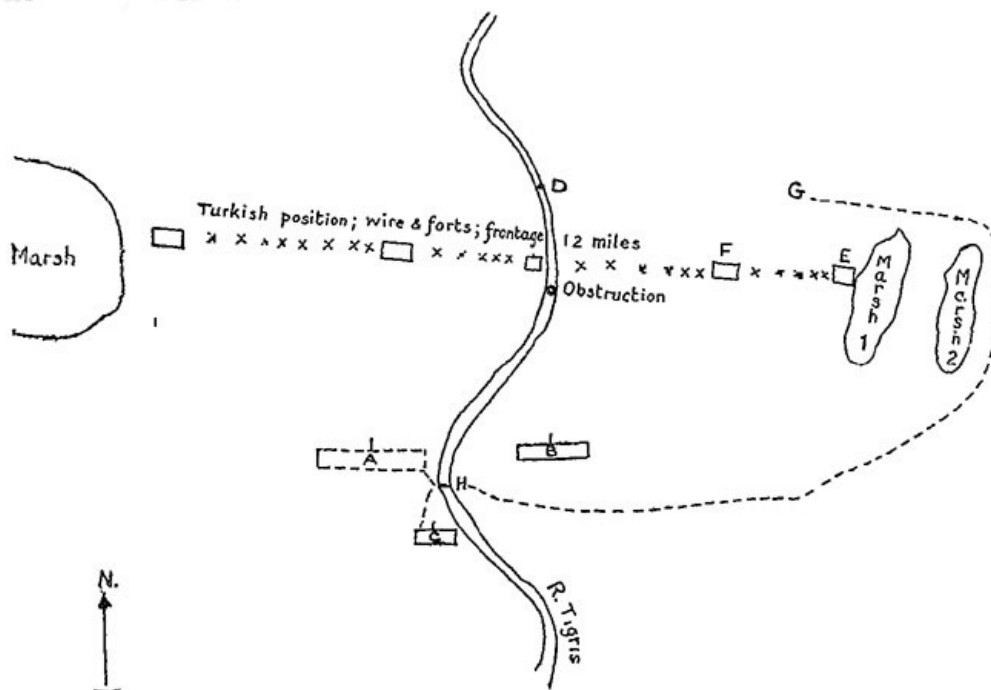 D
G
Turkish position; wire & forts; frontage 12 miles
Marsh
F
E
Obstruction
Marsh 1
Marsh 2
A
B
H
C
N.
R. Tigris